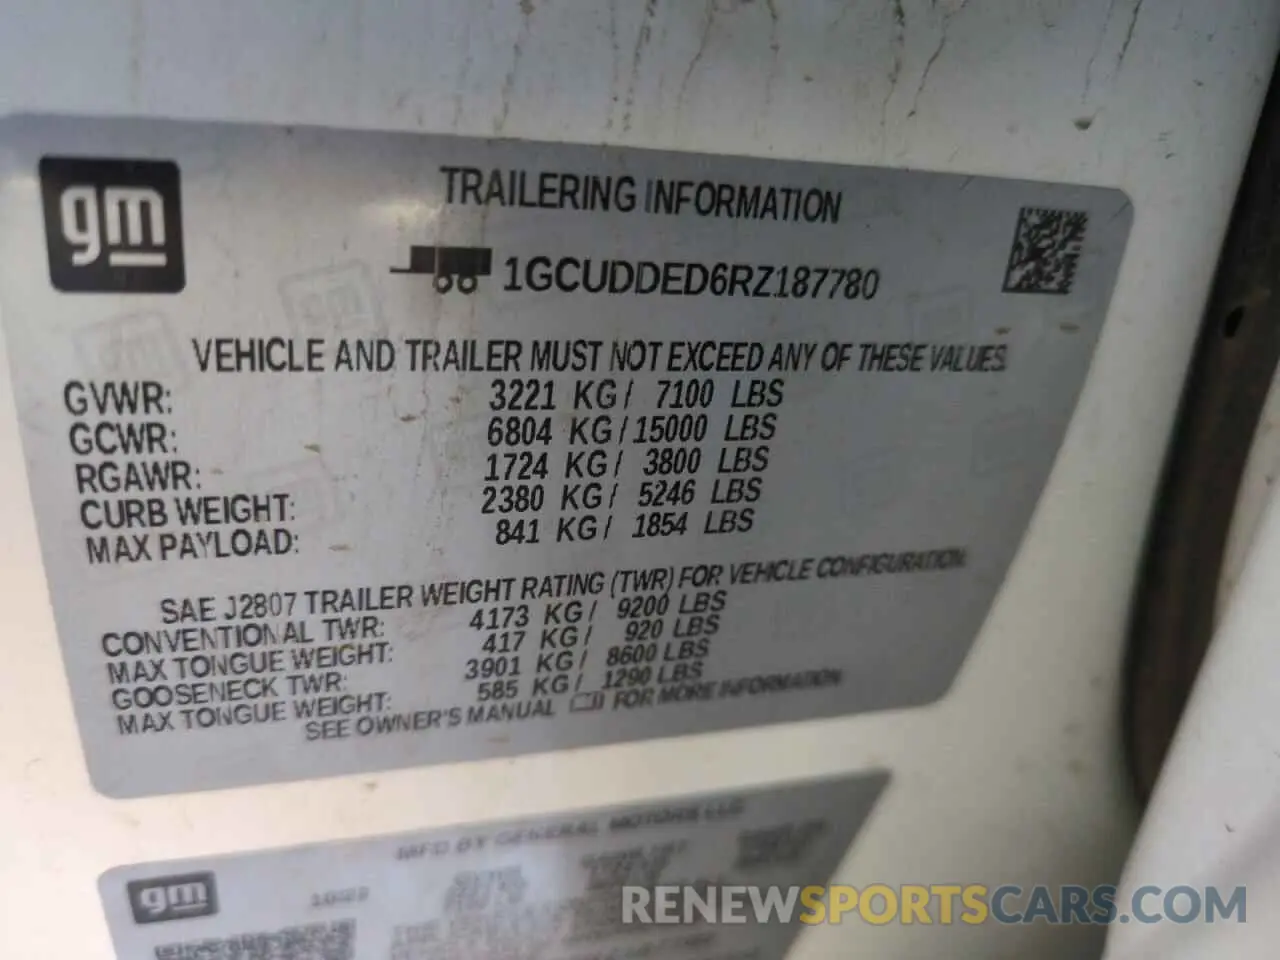 gm
TRAILERING INFORMATION
1GCUDDED6RZ187780
VEHICLE AND TRAILER MUST NOT EXCEED ANY OF THESE VALUES.
GVWR: 3221 KG / 7100 LBS
GCWR: 6804 KG / 15000 LBS
RGAWR: 1724 KG / 3800 LBS
CURB WEIGHT: 2380 KG / 5246 LBS
MAX PAYLOAD: 841 KG / 1854 LBS
SAE J2807 TRAILER WEIGHT RATING (TWR) FOR VEHICLE CONFIGURATION.
CONVENTIONAL TWR: 4173 KG / 9200 LBS
MAX TONGUE WEIGHT: 417 KG / 920 LBS
GOOSENECK TWR: 3901 KG / 8600 LBS
MAX TONGUE WEIGHT: 585 KG / 1290 LBS
SEE OWNER'S MANUAL FOR MORE INFORMATION
MFD BY GENERAL MOTORS LLC
gm
RENEWSPORTSCARS.COM